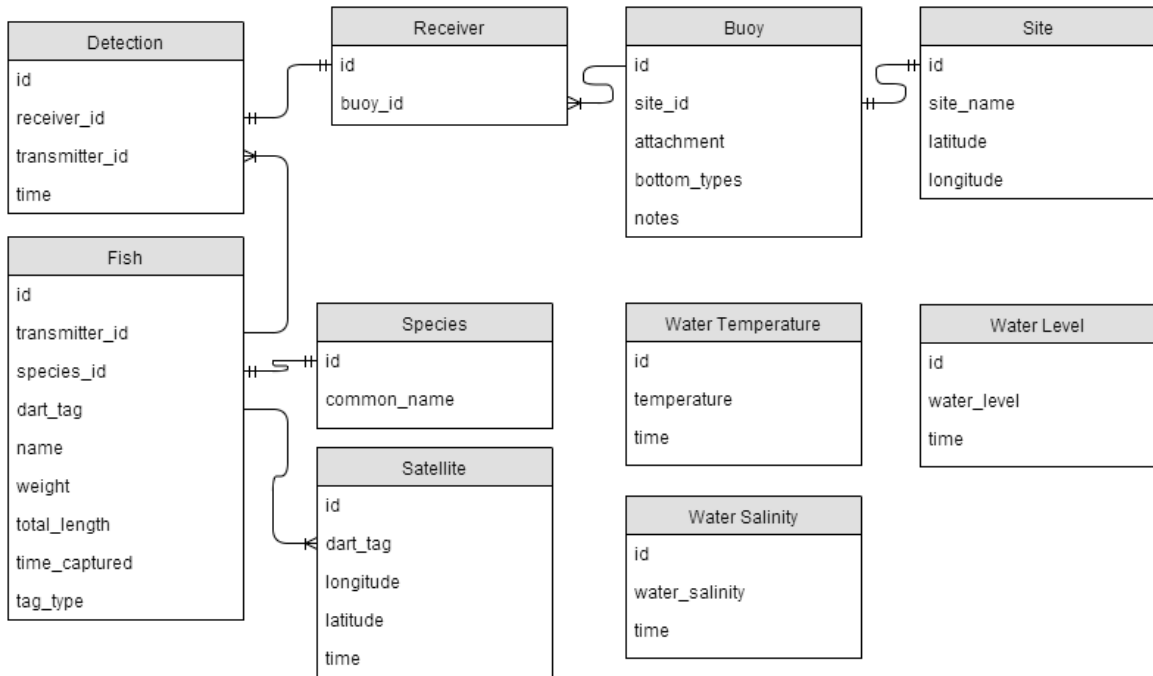 Detection
id
receiver_id
transmitter_id
time
Receiver
id
buoy_id
Buoy
id
site_id
attachment
bottom_types
notes
Site
id
site_name
latitude
longitude
Fish
id
transmitter_id
species_id
dart_tag
name
weight
total_length
time_captured
tag_type
Species
id
common_name
Satellite
id
dart_tag
longitude
latitude
time
Water Temperature
id
temperature
time
Water Level
id
water_level
time
Water Salinity
id
water_salinity
time